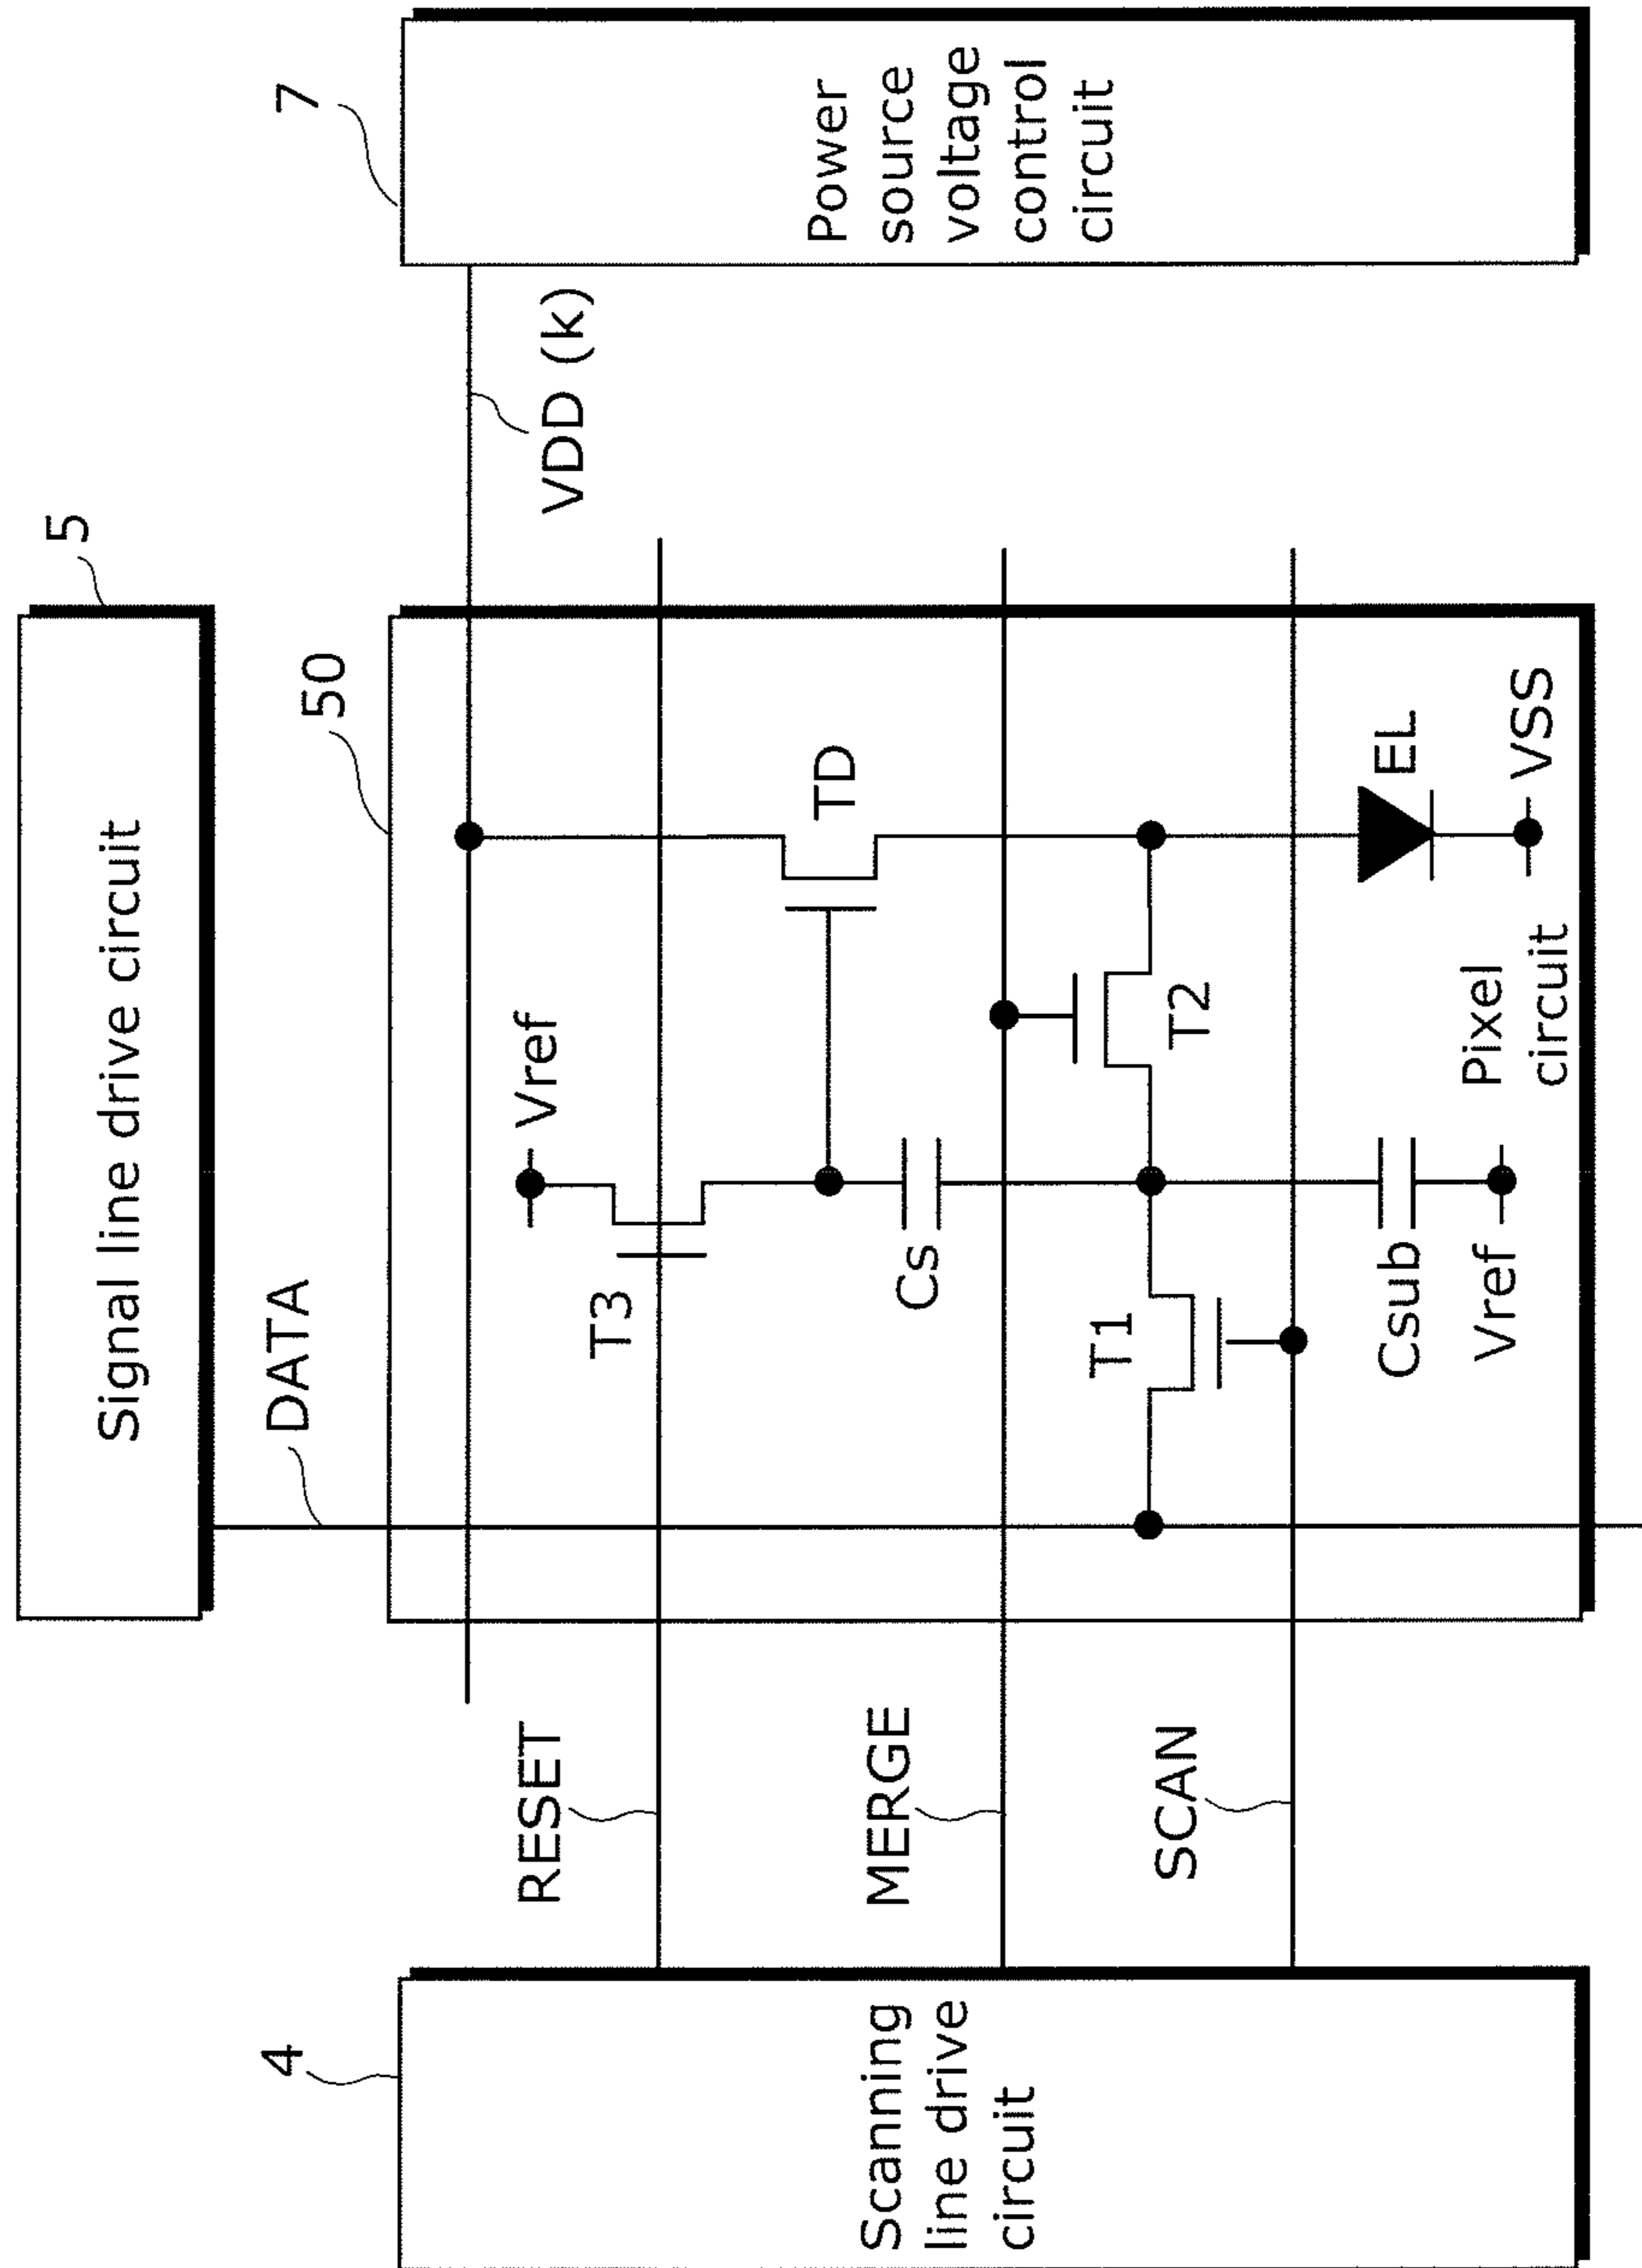 Signal line drive circuit
5
DATA
50
7
4
Scanning
line drive
circuit
RESET
MERGE
SCAN
VDD (k)
Power
source
voltage
control
circuit
Vref
T3
TD
Cs
T2
T1
EL
Csub
Vref
VSS
Pixel
circuit